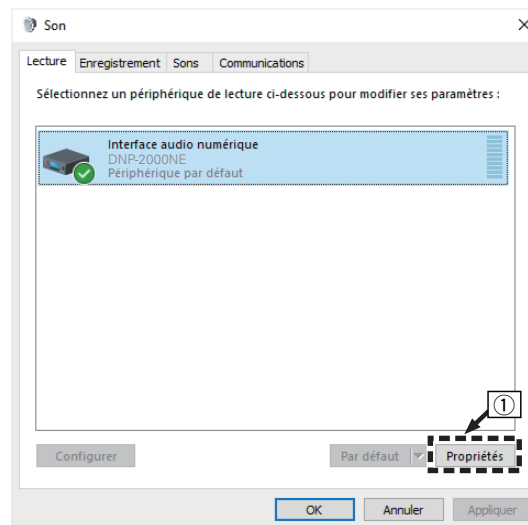 Son
Lecture Enregistrement Sons Communications
Sélectionnez un périphérique de lecture ci-dessous pour modifier ses paramètres :
Interface audio numérique
DNP-2000NE
Périphérique par défaut
①
Configurer Par défaut Propriétés
OK Annuler Appliquer